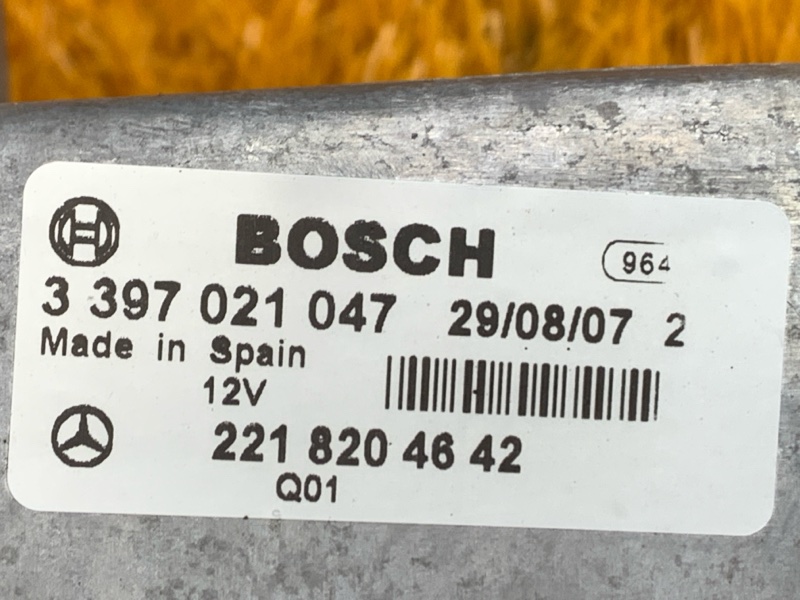 BOSCH 964
3 397 021 047 29/08/07 2
Made in Spain
12V
221 820 46 42
Q01